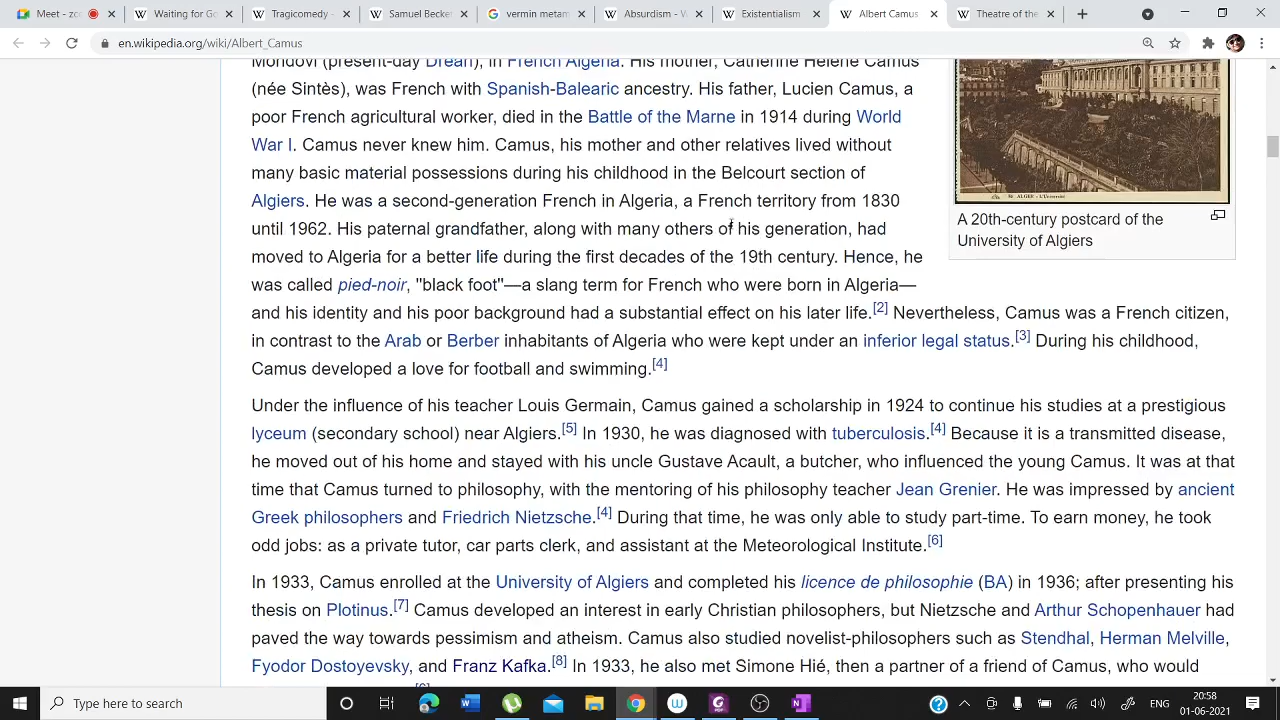 Meet - zco
Waiting for Ge
Tragicomedy -
Samuel Becket
vermin metam
Absurdism - W
Existentialism
Albert Camus
Theatre of the
en.wikipedia.org/wiki/Albert_Camus
Mondovi (present-day Dréan), in French Algeria. His mother, Catherine Hélène Camus
(née Sintès), was French with Spanish-Balearic ancestry. His father, Lucien Camus, a
poor French agricultural worker, died in the Battle of the Marne in 1914 during World
War I. Camus never knew him. Camus, his mother and other relatives lived without
many basic material possessions during his childhood in the Belcourt section of
Algiers. He was a second-generation French in Algeria, a French territory from 1830
until 1962. His paternal grandfather, along with many others of his generation, had
moved to Algeria for a better life during the first decades of the 19th century. Hence, he
was called pied-noir, "black foot"—a slang term for French who were born in Algeria—
and his identity and his poor background had a substantial effect on his later life.[2] Nevertheless, Camus was a French citizen,
in contrast to the Arab or Berber inhabitants of Algeria who were kept under an inferior legal status.[3] During his childhood,
Camus developed a love for football and swimming.[4]
A 20th-century postcard of the
University of Algiers
Under the influence of his teacher Louis Germain, Camus gained a scholarship in 1924 to continue his studies at a prestigious
lyceum (secondary school) near Algiers.[5] In 1930, he was diagnosed with tuberculosis.[4] Because it is a transmitted disease,
he moved out of his home and stayed with his uncle Gustave Acault, a butcher, who influenced the young Camus. It was at that
time that Camus turned to philosophy, with the mentoring of his philosophy teacher Jean Grenier. He was impressed by ancient
Greek philosophers and Friedrich Nietzsche.[4] During that time, he was only able to study part-time. To earn money, he took
odd jobs: as a private tutor, car parts clerk, and assistant at the Meteorological Institute.[6]
In 1933, Camus enrolled at the University of Algiers and completed his licence de philosophie (BA) in 1936; after presenting his
thesis on Plotinus.[7] Camus developed an interest in early Christian philosophers, but Nietzsche and Arthur Schopenhauer had
paved the way towards pessimism and atheism. Camus also studied novelist-philosophers such as Stendhal, Herman Melville,
Fyodor Dostoyevsky, and Franz Kafka.[8] In 1933, he also met Simone Hié, then a partner of a friend of Camus, who would
Type here to search
ENG
20:58
01-06-2021